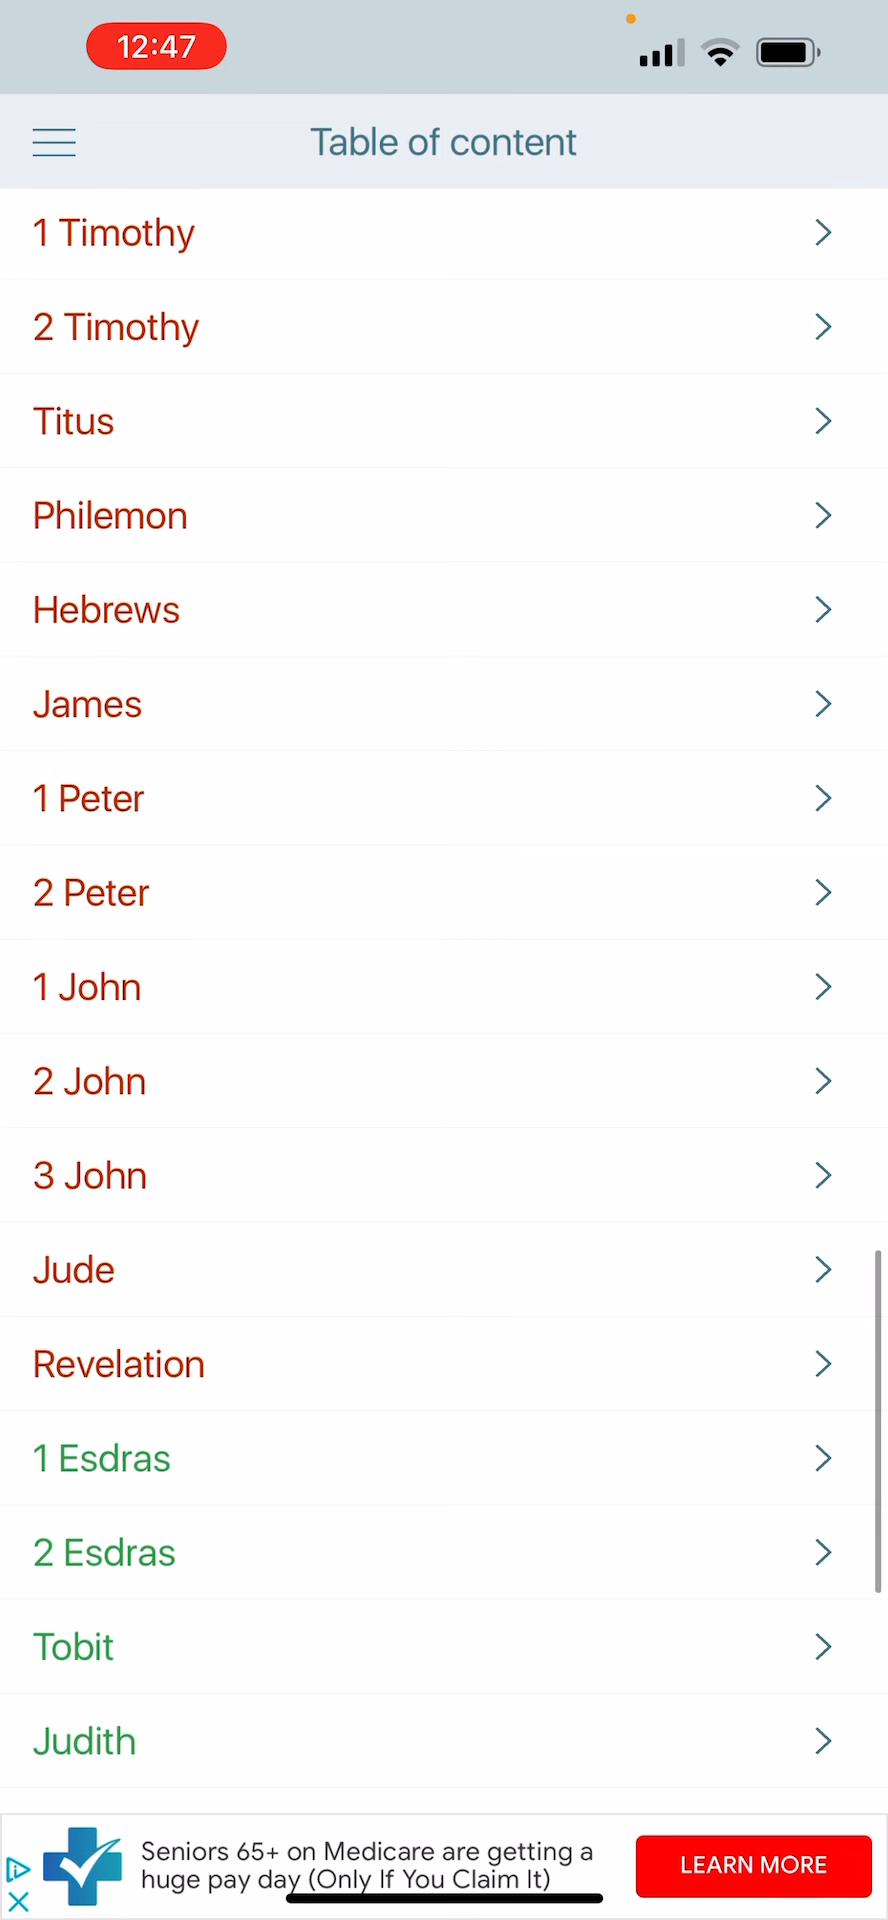 12:47
Table of content
1 Timothy
2 Timothy
Titus
Philemon
Hebrews
James
1 Peter
2 Peter
1 John
2 John
3 John
Jude
Revelation
1 Esdras
2 Esdras
Tobit
Judith
Seniors 65+ on Medicare are getting a
huge pay day (Only If You Claim It)
LEARN MORE